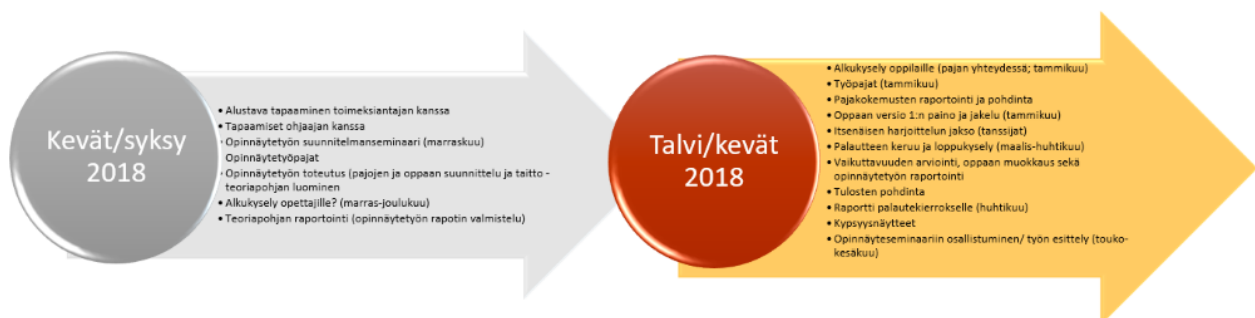 Kevät/syksy
2018
• Alustava tapaaminen toimeksiantajan kanssa
• Tapaamiset ohjaajan kanssa
· Opinnäytetyön suunnitelmanseminaari (marraskuu)
Opinnäytetyöpajat
· Opinnäytetyön toteutus (pajojen ja oppaan suunnittelu ja taitto -
teoriapohjan luominen
• Alkukysely opettajille? (marras-joulukuu)
• Teoriapohjan raportointi (opinnäytetyön rapotin valmistelu)
Talvi/kevät
2018
• Alkukysely oppilaille (pajan yhteydessä; tammikuu)
• Työpajat (tammikuu)
• Pajakokemusten raportointi ja pohdinta
• Oppaan versio 1:n paino ja jakelu (tammikuu)
• Itsenäisen harjoittelun jakso (tanssijat)
• Palautteen keruu ja loppukysely (maalis-huhtikuu)
• Vaikuttavuuden arviointi, oppaan muokkaus sekä
opinnäytetyön raportointi
• Tulosten pohdinta
• Raportti palautekierrokselle (huhtikuu)
• Kypsyysnäytteet
• Opinnäyteseminaariin osallistuminen/ työn esittely (touko-
kesäkuu)